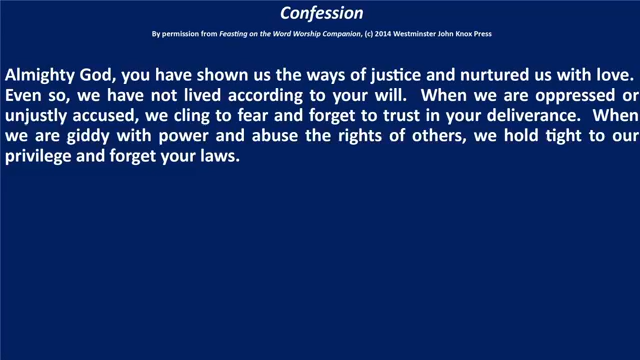 Confession
By permission from Feasting on the Word Worship Companion, (c) 2014 Westminster John Knox Press
Almighty God, you have shown us the ways of justice and nurtured us with love.
Even so, we have not lived according to your will. When we are oppressed or
unjustly accused, we cling to fear and forget to trust in your deliverance. When
we are giddy with power and abuse the rights of others, we hold tight to our
privilege and forget your laws.